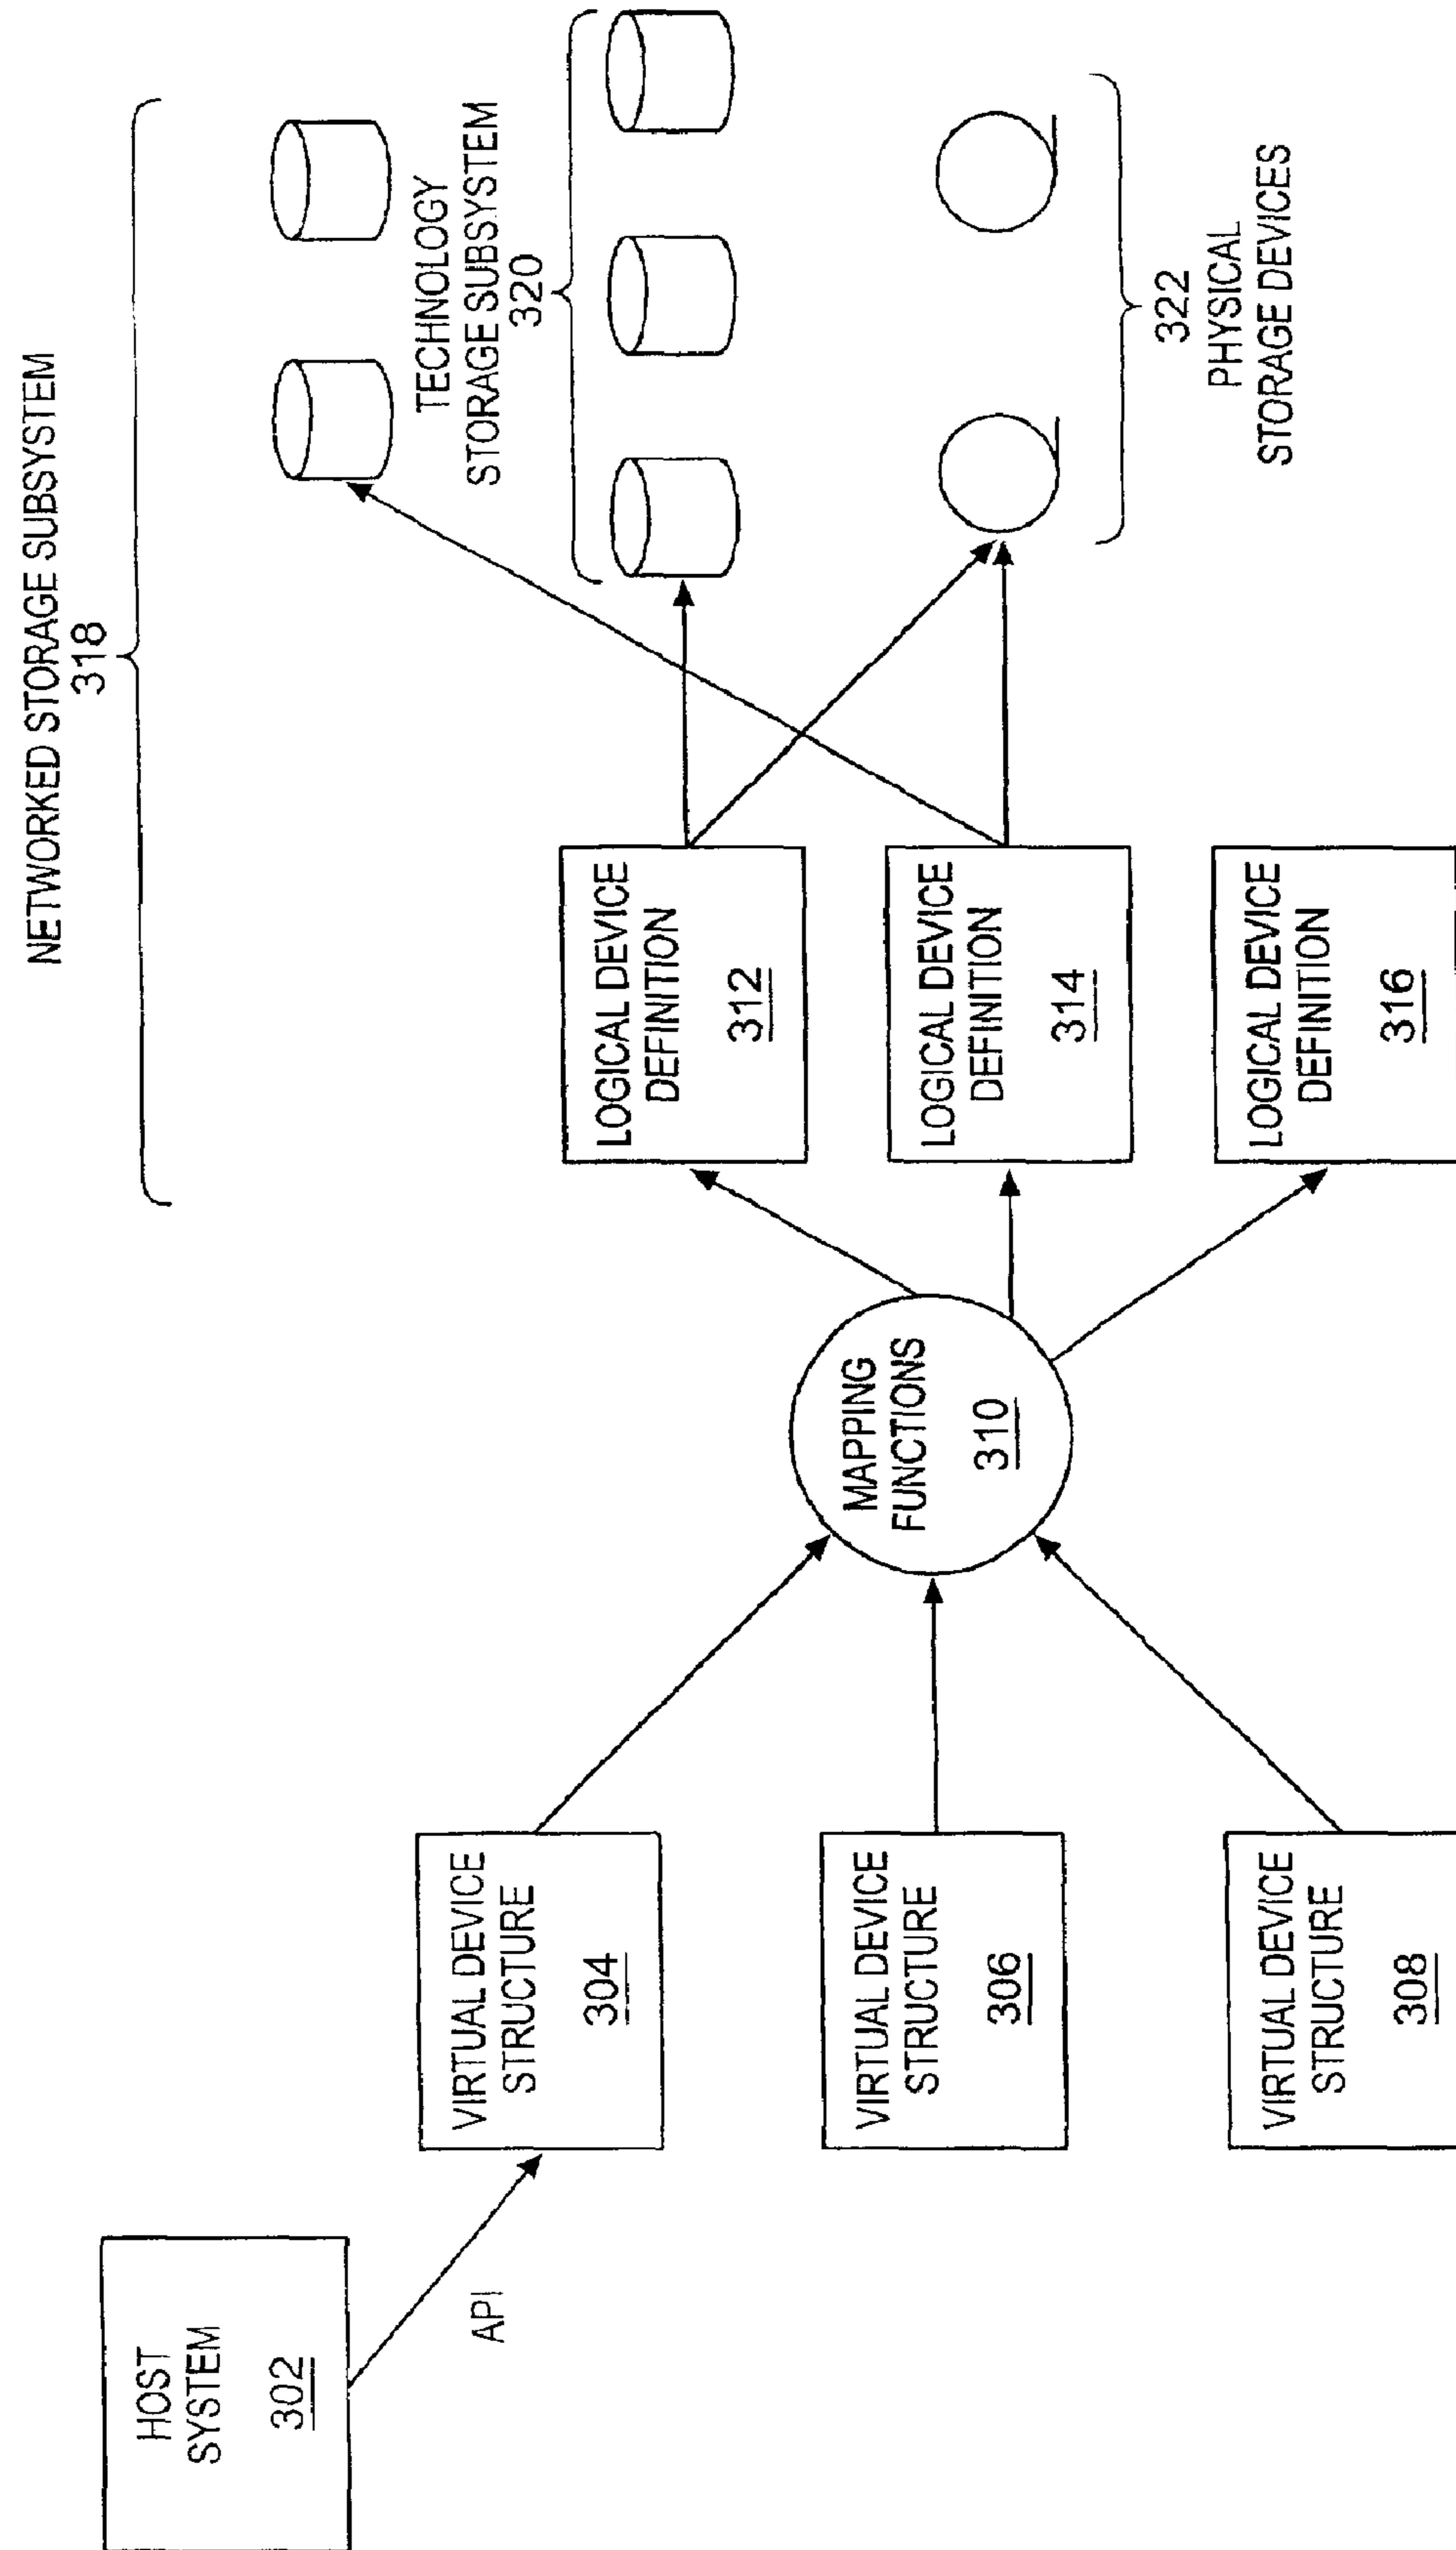 NETWORKED STORAGE SUBSYSTEM
318
HOST
SYSTEM
302
API
VIRTUAL DEVICE
STRUCTURE
304
VIRTUAL DEVICE
STRUCTURE
306
VIRTUAL DEVICE
STRUCTURE
308
MAPPING
FUNCTIONS
310
LOGICAL DEVICE
DEFINITION
312
LOGICAL DEVICE
DEFINITION
314
LOGICAL DEVICE
DEFINITION
316
TECHNOLOGY
STORAGE SUBSYSTEM
320
322
PHYSICAL
STORAGE DEVICES